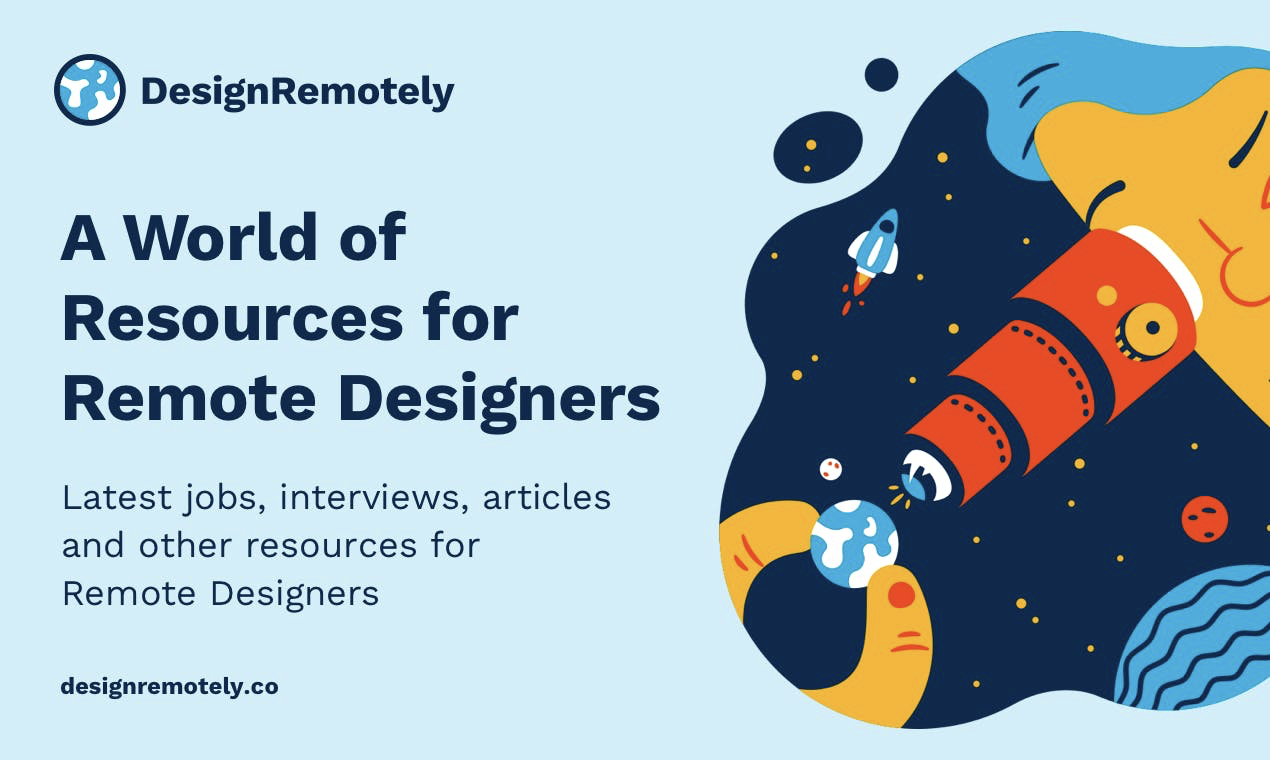 DesignRemotely
A World of
Resources for
Remote Designers
Latest jobs, interviews, articles
and other resources for
Remote Designers
designremotely.co